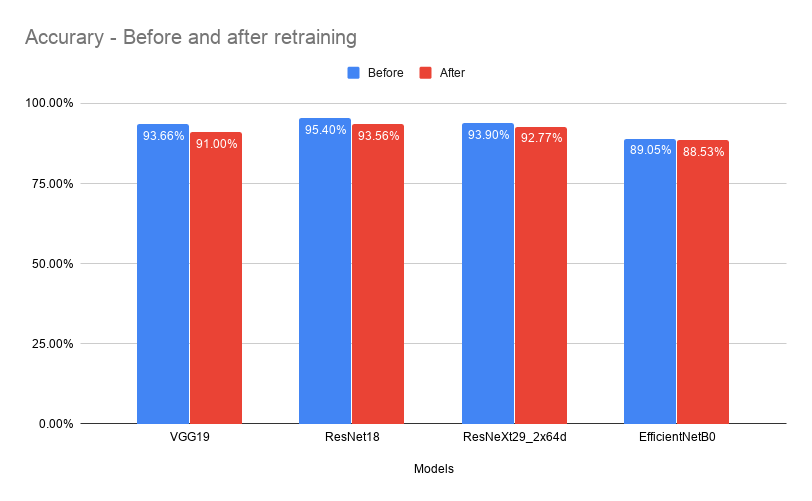 Accurary - Before and after retraining
Before After
100.00%
75.00%
50.00%
25.00%
0.00%
93.66% 91.00% 95.40% 93.56% 93.90% 92.77% 89.05% 88.53%
VGG19 ResNet18 ResNeXt29_2x64d EfficientNetB0
Models